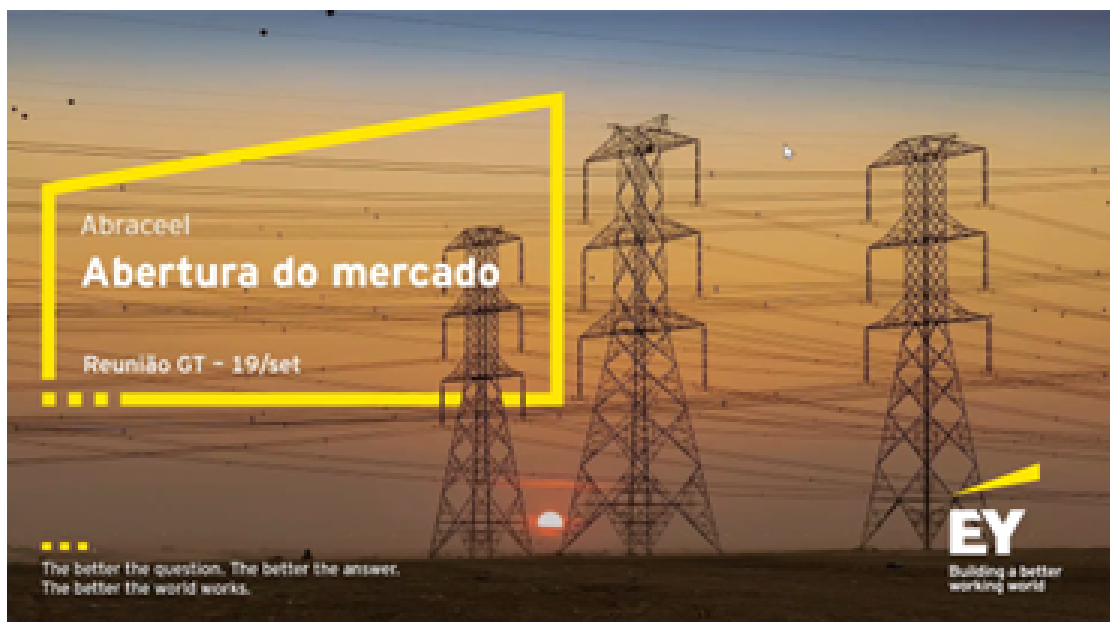 Abraceel
Abertura do mercado
Reunião GT – 19/set
The better the question. The better the answer.
The better the world works.
EY
Building a better
working world